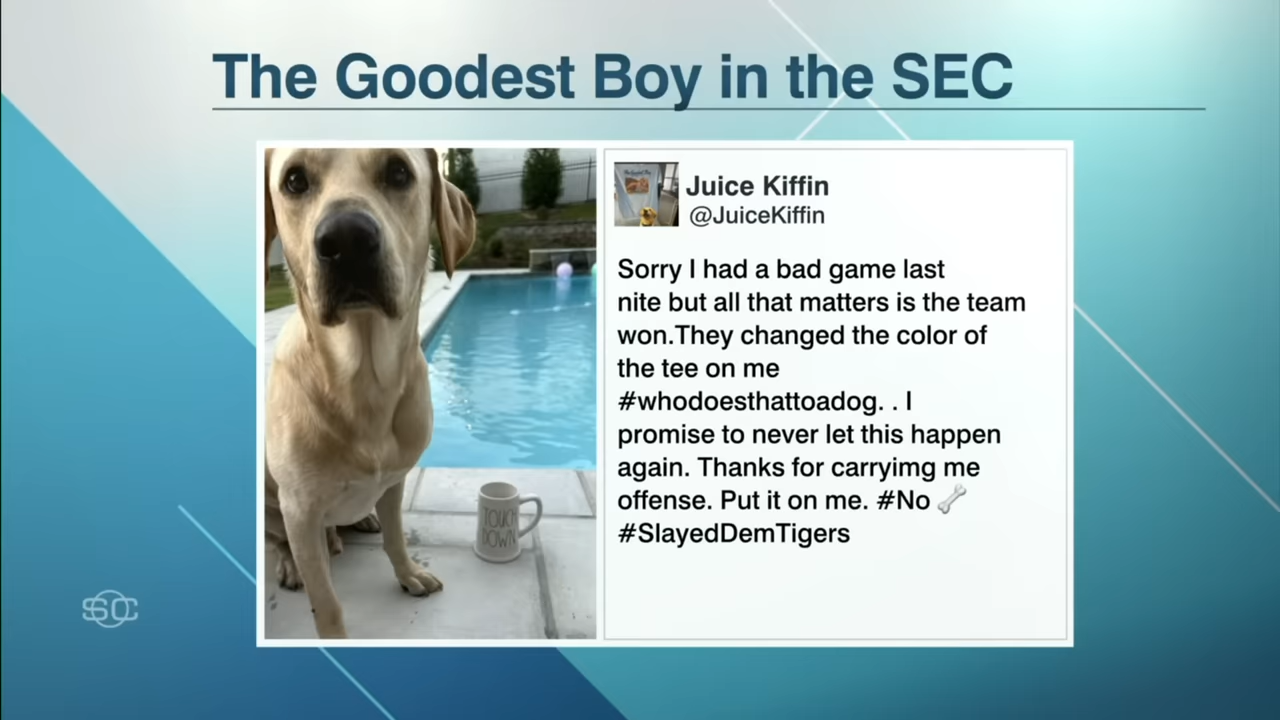 The Goodest Boy in the SEC
Juice Kiffin
@JuiceKiffin
Sorry I had a bad game last
nite but all that matters is the team
won.They changed the color of
the tee on me
#whodoesthattoadog. . I
promise to never let this happen
again. Thanks for carryimg me
offense. Put it on me. #No 🦴
#SlayedDemTigers
TOUCH
DOWN
SC